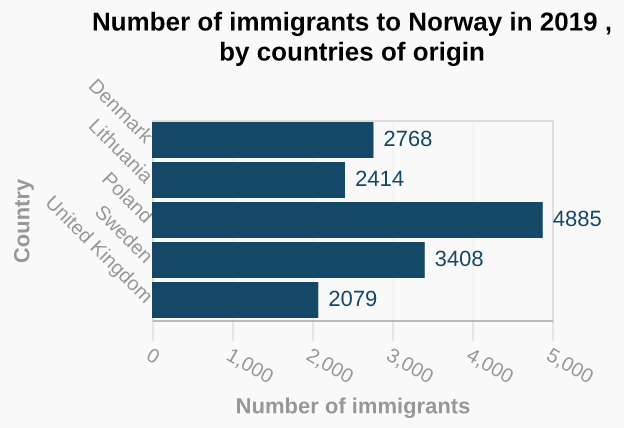 Number of immigrants to Norway in 2019 ,
by countries of origin
Country
Denmark
2768
Lithuania
2414
Poland
4885
Sweden
3408
United Kingdom
2079
0
1,000
2,000
3,000
4,000
5,000
Number of immigrants